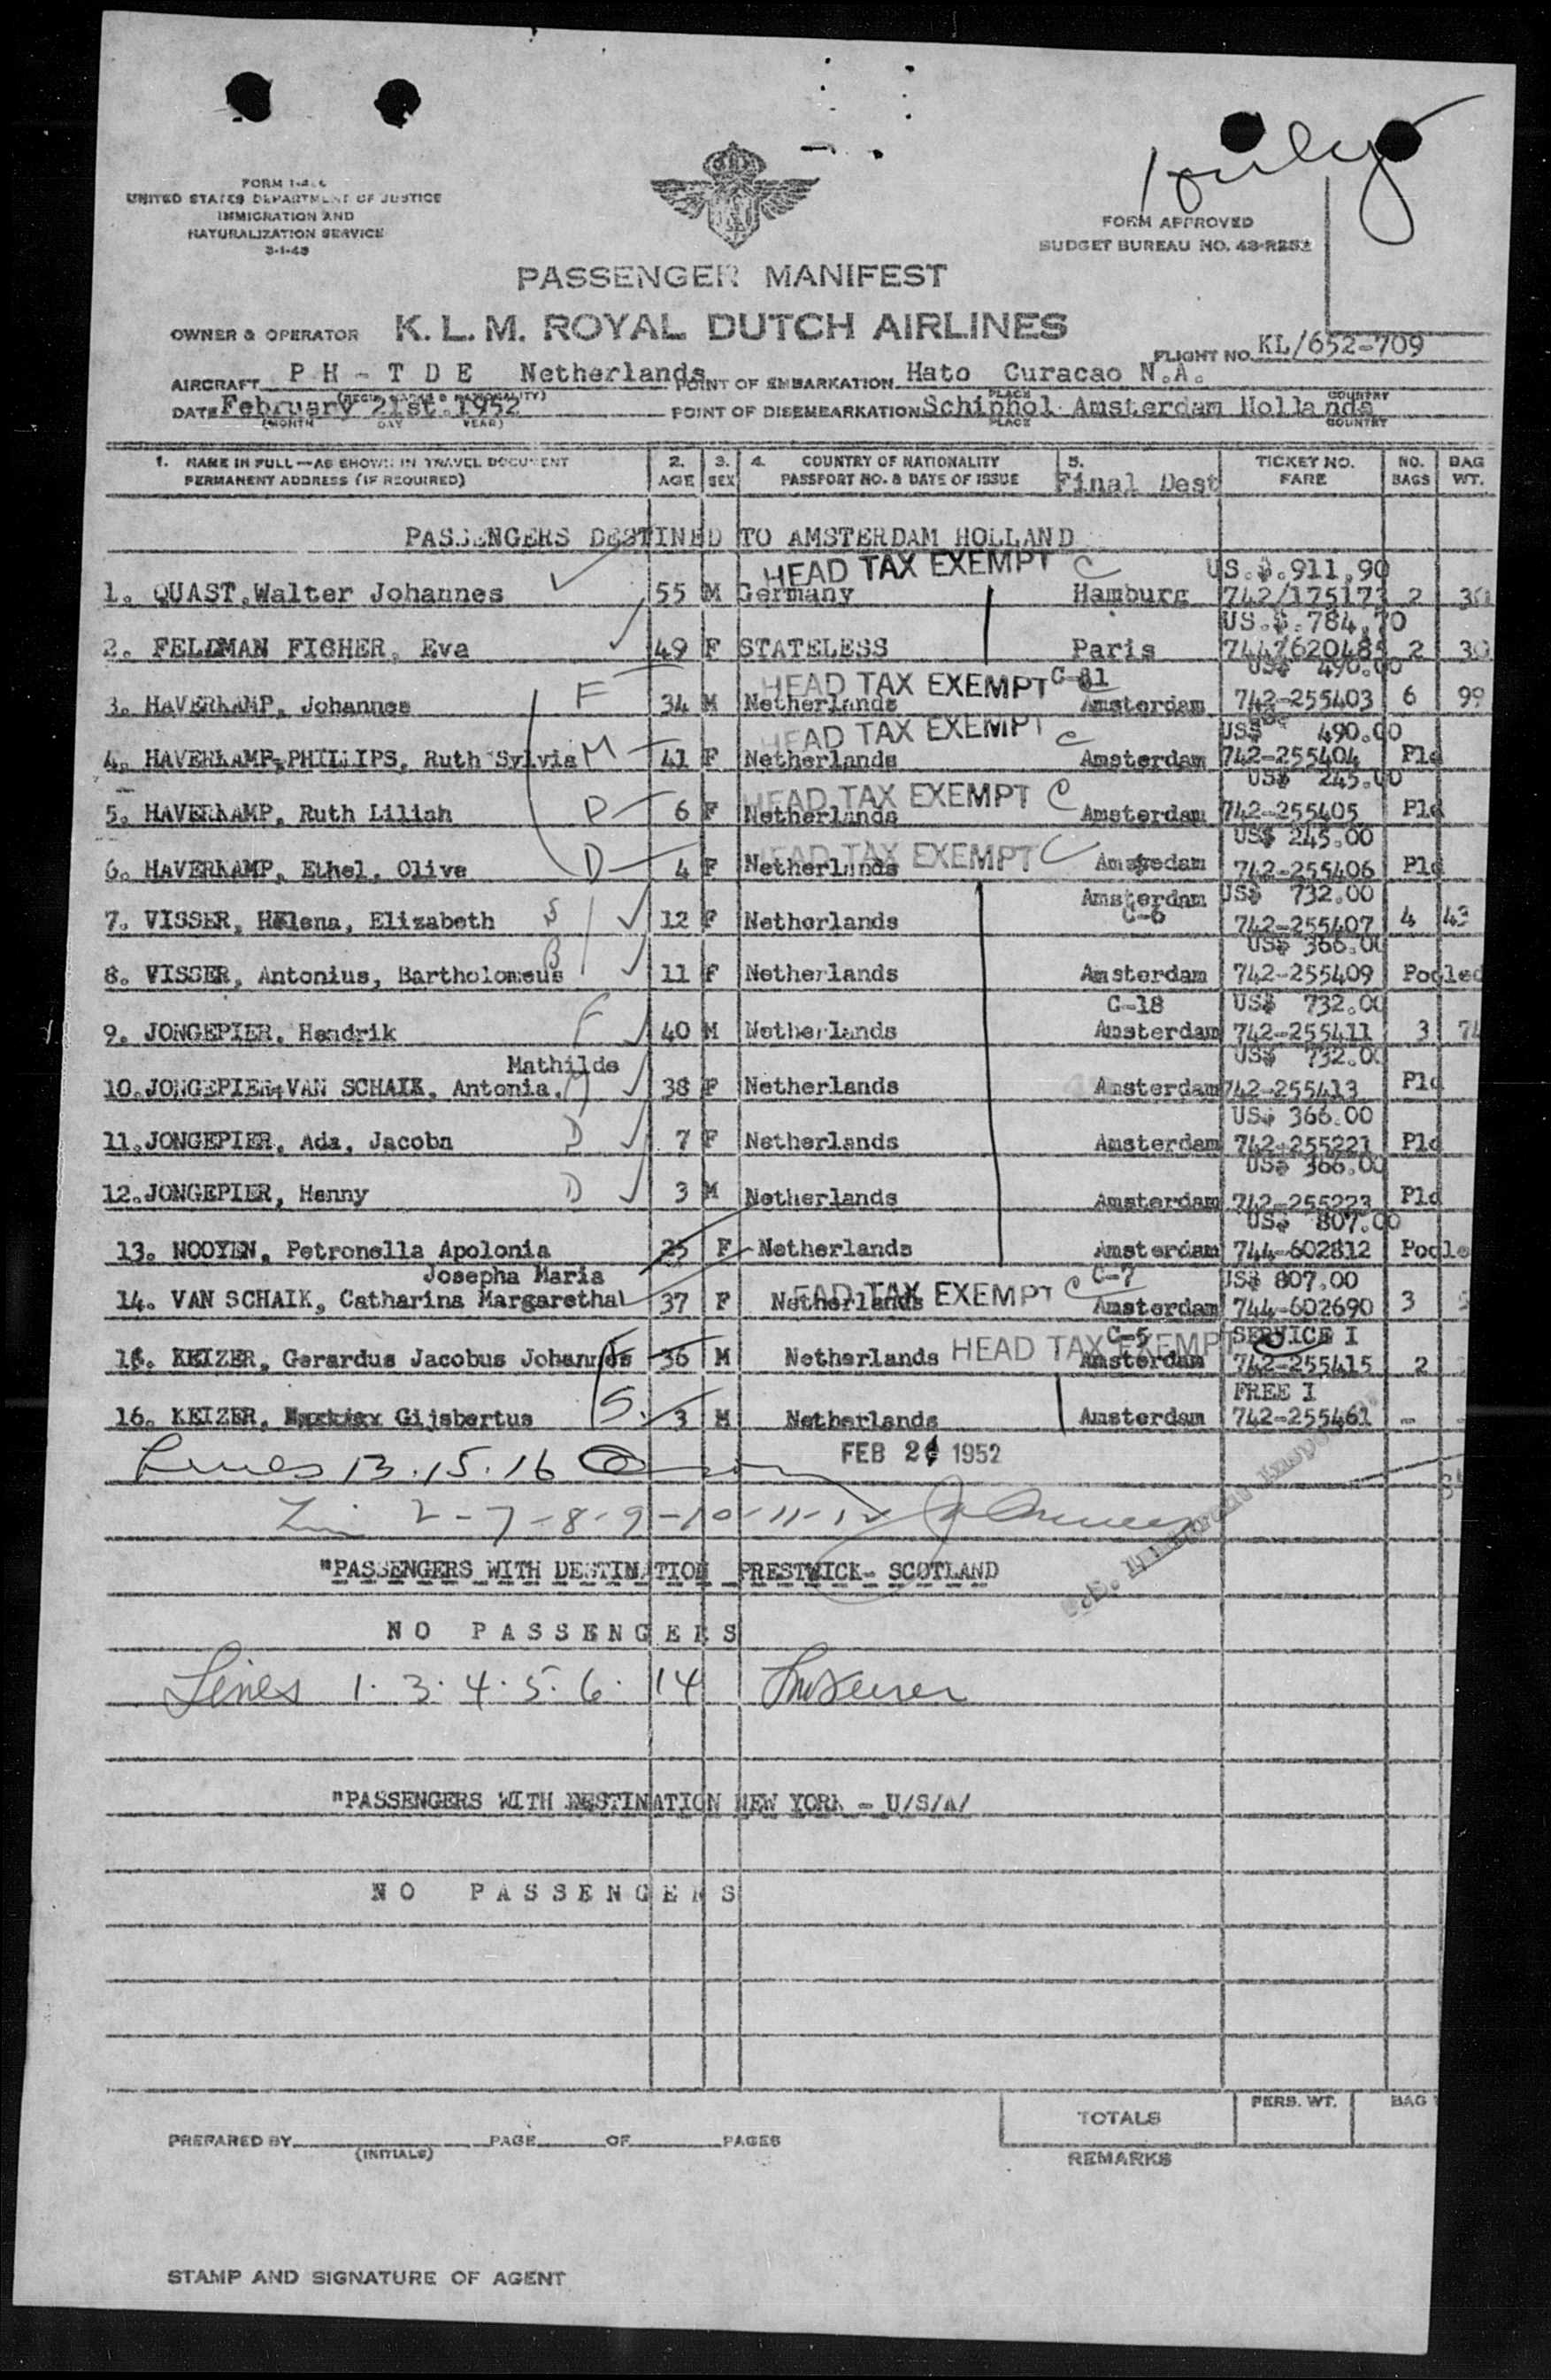 only
FORM I-466
UNITED STATES DEPARTMENT OF JUSTICE
IMMIGRATION AND
NATURALIZATION SERVICE
3-1-48
FORM APPROVED
BUDGET BUREAU NO. 43-R252
PASSENGER MANIFEST
OWNER & OPERATOR K. L. M. ROYAL DUTCH AIRLINES
FLIGHT NO. KL/652-709
AIRCRAFT P H - T D E Netherlands POINT OF EMBARKATION Hato Curacao N.A.
PLACE COUNTRY
DATE February 21st. 1952 POINT OF DISEMBARKATION Schiphol Amsterdam Hollands
(MONTH DAY YEAR) PLACE COUNTRY
1. NAME IN FULL—AS SHOWN IN TRAVEL DOCUMENT 2. 3. 4. COUNTRY OF NATIONALITY 5. TICKET NO. NO. BAG
PERMANENT ADDRESS (IF REQUIRED) AGE SEX PASSPORT NO. & DATE OF ISSUE Final Dest FARE BAGS WT.
PASSENGERS DESTINED TO AMSTERDAM HOLLAND
HEAD TAX EXEMPT C US.$.911.90
1. QUAST, Walter Johannes 55 M Germany Hamburg 742/175173 2 30
US.$.784.70
2. FELDMAN FISHER, Eva 49 F STATELESS Paris 2 30
HEAD TAX EXEMPT US$ 490.00
3. HAVERKAMP, Johannes F 34 M Netherlands Amsterdam 742-255403 6 99
HEAD TAX EXEMPT C US$ 490.00
4. HAVERKAMP-PHILLIPS, Ruth Sylvia M 41 F Netherlands Amsterdam 742-255404 Pld
HEAD TAX EXEMPT C US$ 245.00
5. HAVERKAMP, Ruth Lilian D 6 F Netherlands Amsterdam 742-255405 Pld
HEAD TAX EXEMPT C US$ 245.00
6. HAVERKAMP, Ethel, Olive D 4 F Netherlands Amstedam 742-255406 Pld
Amsterdam US$ 732.00
7. VISSER, Helena, Elizabeth S 12 F Netherlands C-6 742-255407 4 43
US$ 366.00
8. VISSER, Antonius, Bartholomeus B 11 F Netherlands Amsterdam 742-255409 Pooled
C-18 US$ 732.00
9. JONGEPIER, Hendrik F 40 M Netherlands Amsterdam 742-255411 3 74
Mathilde US$ 732.00
10. JONGEPIER-VAN SCHAIK, Antonia, M 38 F Netherlands Amsterdam 742-255413 Pld
US$ 366.00
11. JONGEPIER, Ada, Jacoba D 7 F Netherlands Amsterdam 742-255221 Pld
US$ 366.00
12. JONGEPIER, Henny D 3 M Netherlands Amsterdam 742-255223 Pld
US$ 807.00
13. NOOYEN, Petronella Apolonia 25 F Netherlands Amsterdam 744-602812 Poole
Josepha Maria HEAD TAX EXEMPT C C-7 US$ 807.00
14. VAN SCHAIK, Catharina Margaretha 37 F Netherlands Amsterdam 744-602690 3
HEAD TAX EXEMPT C-5 SERVICE I
15. KEIZER, Gerardus Jacobus Johannes F 36 M Netherlands Amsterdam 742-255415 2
FREE I
16. KEIZER, Gijsbertus S 3 M Netherlands Amsterdam 742-255461 -
FEB 21 1952
Lines 13.15.16
2-7-8-9-10-11-12
"PASSENGERS WITH DESTINATION PRESTWICK- SCOTLAND
NO PASSENGERS
Lines 1. 3. 4. 5. 6. 14
"PASSENGERS WITH DESTINATION NEW YORK - U/S/A/
NO PASSENGERS
TOTALS PERS. WT. BAG
PREPARED BY PAGE OF PAGES
(INITIALS) REMARKS
STAMP AND SIGNATURE OF AGENT